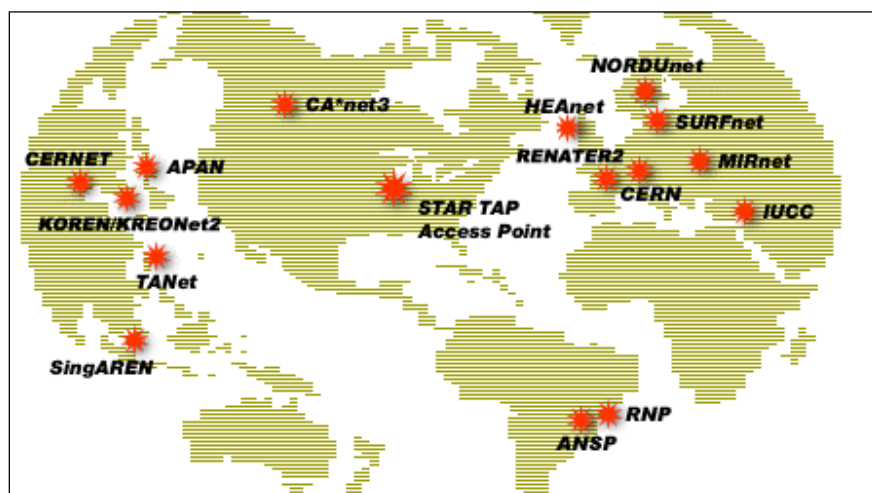 NORDUnet
CA*net3
HEAnet
SURFnet
RENATER2
CERNET
APAN
MIRnet
CERN
STAR TAP
Access Point
IUCC
KOREN/KREONet2
TANet
SingAREN
RNP
ANSP